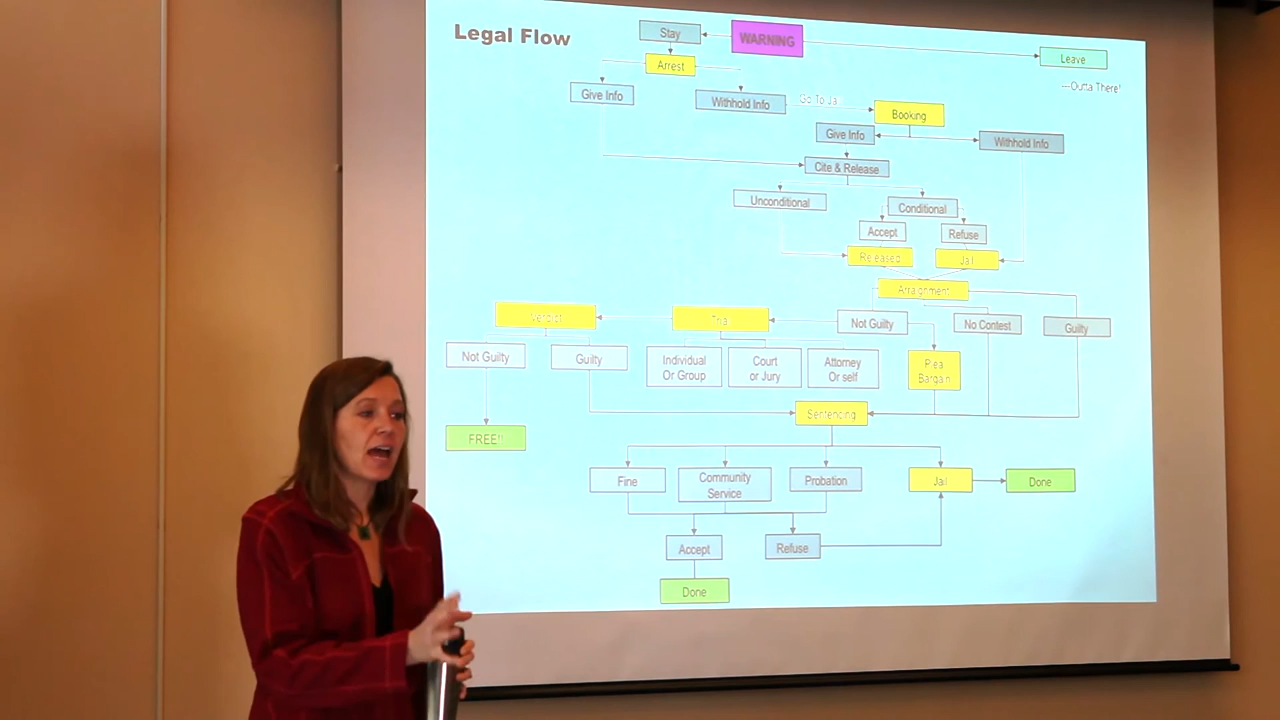 Legal Flow
Stay
WARNING
Leave
---Outta There!
Arrest
Give Info
Withhold Info
Go To Jail
Booking
Give Info
Withhold Info
Cite & Release
Unconditional
Conditional
Accept
Refuse
Released
Jail
Arraignment
Verdict
Trial
Not Guilty
No Contest
Guilty
Not Guilty
Guilty
Individual
Or Group
Court
or Jury
Attorney
Or self
Plea
Bargain
Sentencing
FREE!!
Fine
Community
Service
Probation
Jail
Done
Accept
Refuse
Done